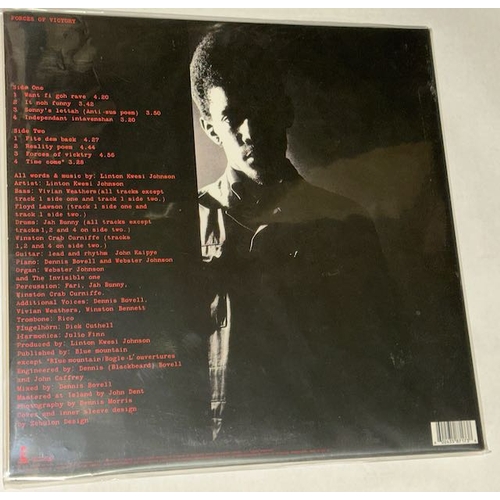 FORCES OF VICTORY
Side One
1 Want fi goh rave 4.20
2 It noh funny 3.42
3 Sonny's lettah (Anti-sus poem) 3.50
4 Independant intavenshan 3.20
Side Two
1 Fite dem back 4.27
2 Reality poem 4.44
3 Forces of vicktry 4.56
4 Time come" 3.28
All words & music by: Linton Kwesi Johnson
Artist: Linton Kwesi Johnson
Bass: Vivian Weathers(all tracks except
track 1 side one and track 1 side two.)
Floyd Lawson (track 1 side one and
track 1 side two.)
Drums: Jah Bunny (all tracks except
tracks 1,2 and 4 on side two.)
Winston Crab Curniffe (tracks
1,2 and 4 on side two.)
Guitar: lead and rhythm John Kaipye
Piano: Dennis Bovell and Webster Johnson
Organ: Webster Johnson
and The Invisible one
Percussion: Fari, Jah Bunny,
Winston Crab Curniffe.
Additional Voices: Dennis Bovell,
Vivian Weathers, Winston Bennett
Trombone: Rico
Flugelhörn: Dick Cuthell
Harmonica: Julio Finn
Produced by: Linton Kwesi Johnson
Published by: Blue mountain
except "Blue mountain/Bugle-L'ouvertures
Engineered by: Dennis (Blackbeard) Bovell
and John Caffrey
Mixed by: Dennis Bovell
Mastered at Island by John Dent
Photography by Dennis Morris
Cover and inner sleeve design
by Zebulon Design